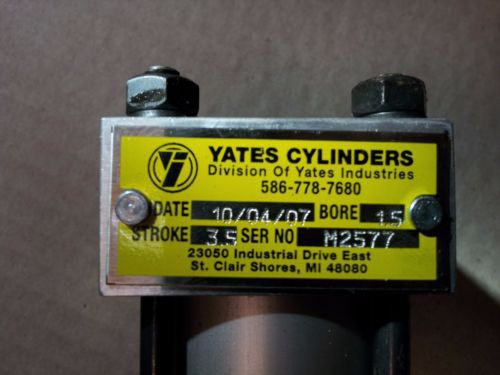 YATES CYLINDERS
Division Of Yates Industries
586-778-7680
DATE 10/04/07 BORE 1.5
STROKE 3.5 SER NO M2577
23050 Industrial Drive East
St. Clair Shores, MI 48080